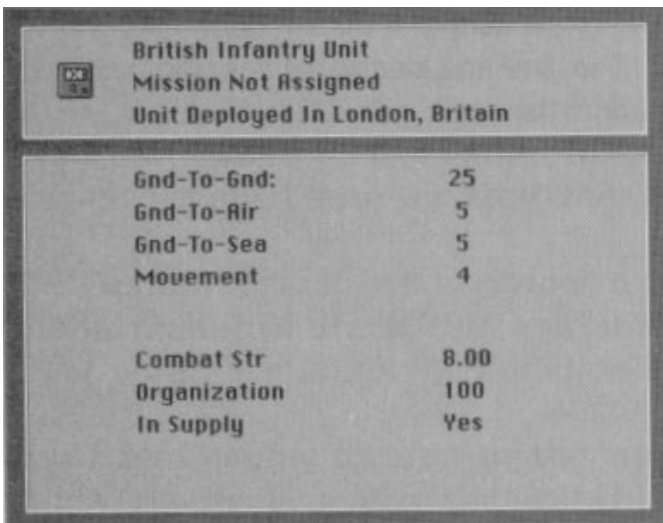 British Infantry Unit
Mission Not Assigned
Unit Deployed In London, Britain
Gnd-To-Gnd: 25
Gnd-To-Air 5
Gnd-To-Sea 5
Movement 4
Combat Str 8.00
Organization 100
In Supply Yes